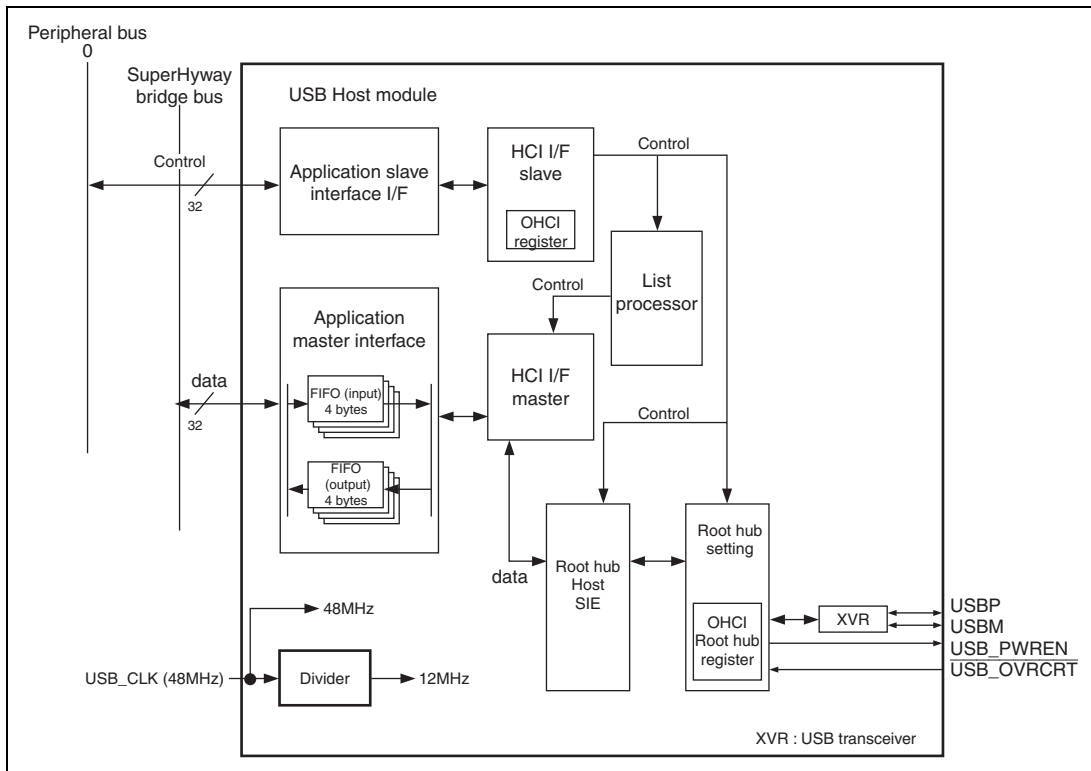 Peripheral bus
0
SuperHyway
bridge bus
USB Host module
Control
32
Application slave
interface I/F
HCI I/F
slave
OHCI
register
Control
List
processor
Control
Application
master interface
FIFO (input)
4 bytes
FIFO
(output)
4 bytes
data
32
HCI I/F
master
Control
data
Root hub
Host
SIE
Root hub
setting
OHCI
Root hub
register
XVR
USBP
USBM
USB_PWREN
USB_OVRCRT
48MHz
USB_CLK (48MHz)
Divider
12MHz
XVR : USB transceiver